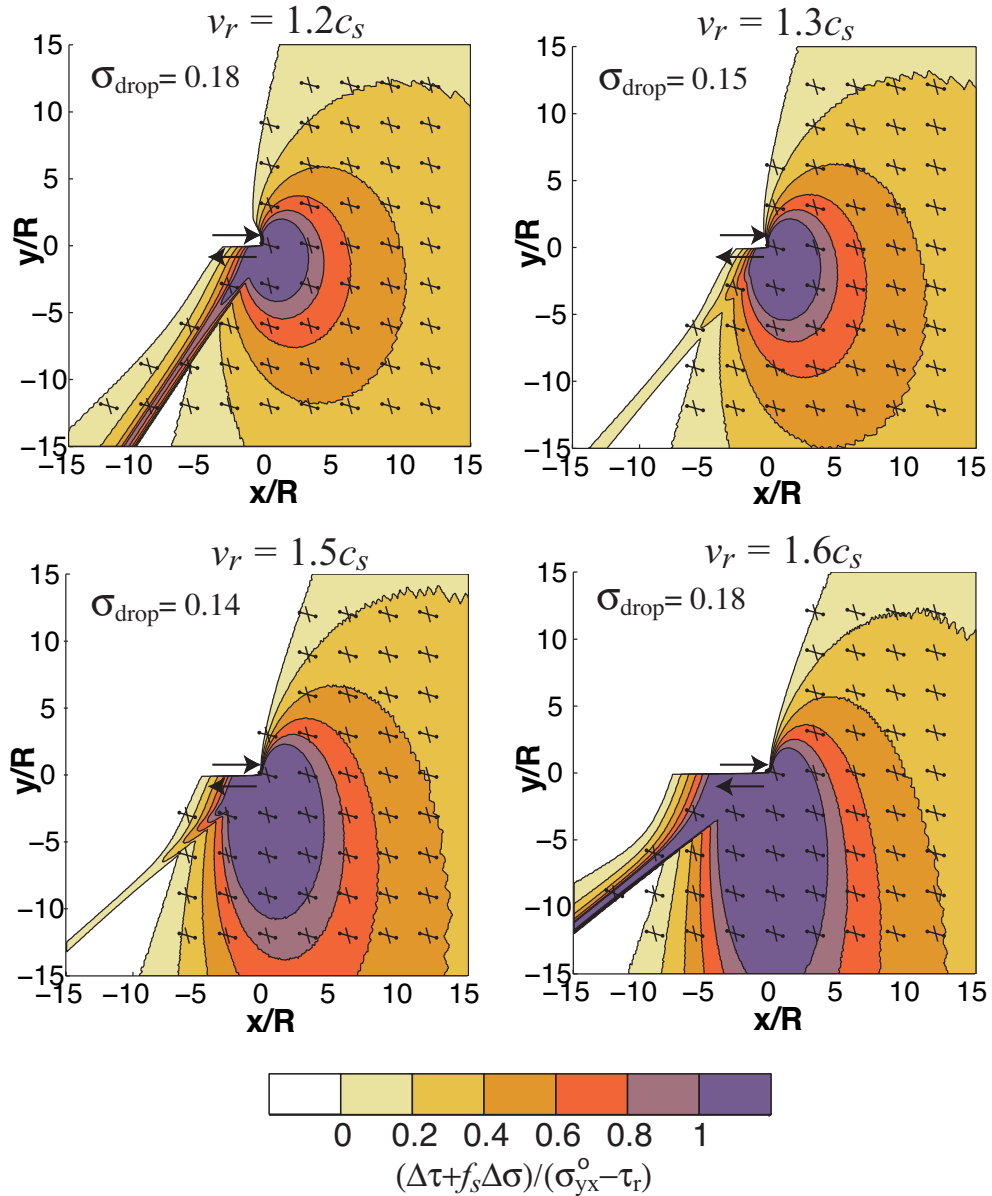 v_r = 1.2c_s
σ_drop= 0.18
15
10
5
0
−5
−10
−15
y/R
−15 −10 −5 0 5 10 15
x/R
v_r = 1.3c_s
σ_drop= 0.15
15
10
5
0
−5
−10
−15
y/R
−15 −10 −5 0 5 10 15
x/R
v_r = 1.5c_s
σ_drop= 0.14
15
10
5
0
−5
−10
−15
y/R
−15 −10 −5 0 5 10 15
x/R
v_r = 1.6c_s
σ_drop= 0.18
15
10
5
0
−5
−10
−15
y/R
−15 −10 −5 0 5 10 15
x/R
0 0.2 0.4 0.6 0.8 1
(Δτ+f_sΔσ)/(σ^o_yx−τ_r)